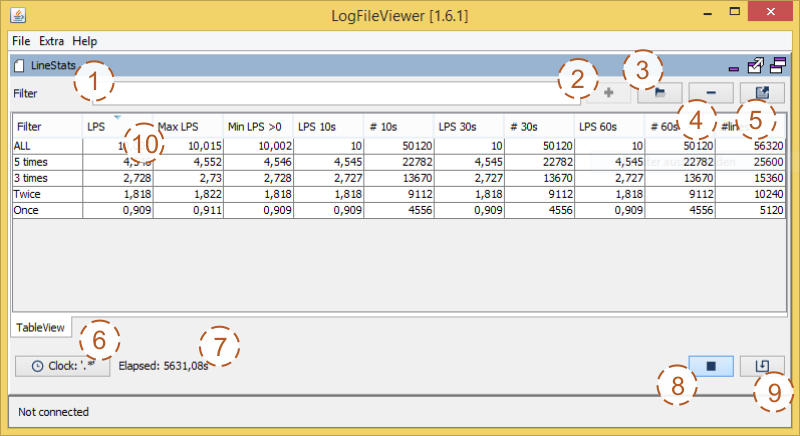 LogFileViewer [1.6.1]
File Extra Help
LineStats
1 2 3
Filter
4 5
Filter LPS Max LPS Min LPS >0 LPS 10s # 10s LPS 30s # 30s LPS 60s # 60s
10
ALL 10,015 10,002 10 50120 10 50120 10 50120 56320
5 times 4,552 4,546 4,545 22782 4,545 22782 4,545 22782 25600
3 times 2,728 2,73 2,728 2,727 13670 2,727 13670 2,727 13670 15360
Twice 1,818 1,822 1,818 1,818 9112 1,818 9112 1,818 9112 10240
Once 0,909 0,911 0,909 0,909 4556 0,909 4556 0,909 4556 5120
TableView
6 7
Clock: '.*' Elapsed: 5631,08s
8 9
Not connected